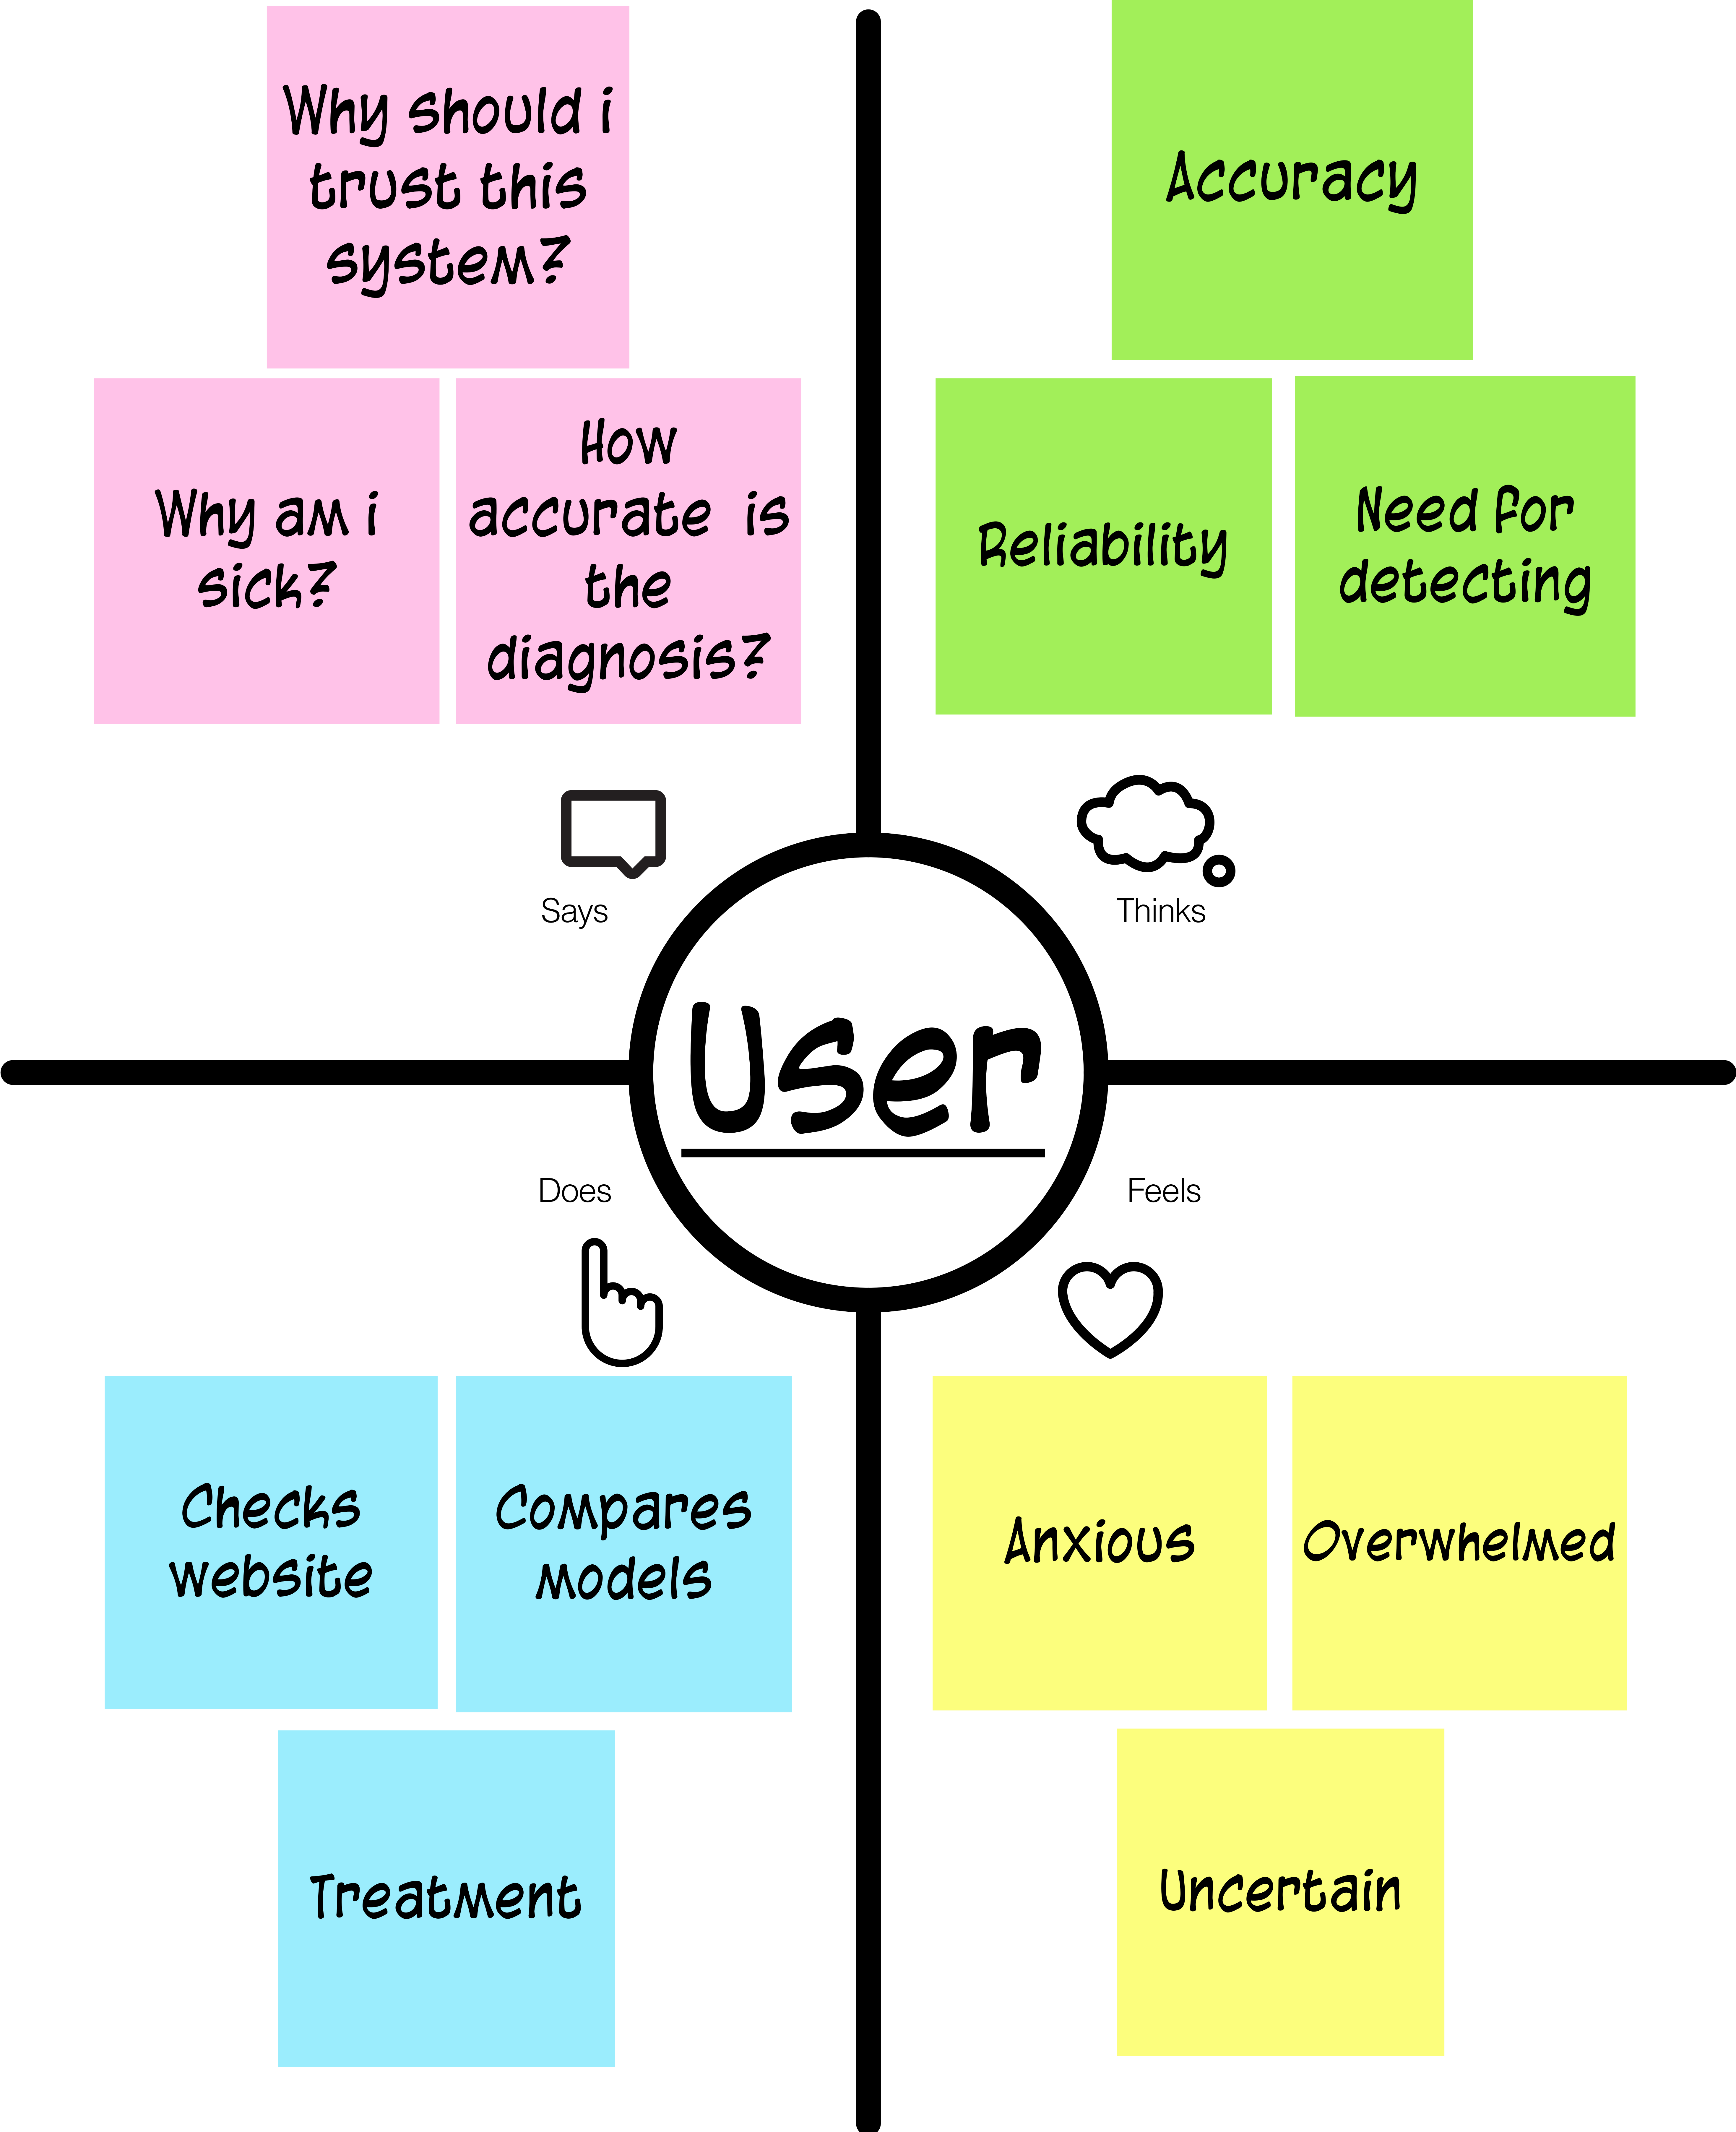 Why should i
trust this
system?
Why am i
sick?
How
accurate is
the
diagnosis?
Says
Accuracy
Reliability
Need for
detecting
Thinks
User
Does
Checks
website
Compares
models
Treatment
Feels
Anxious
Overwhelmed
Uncertain